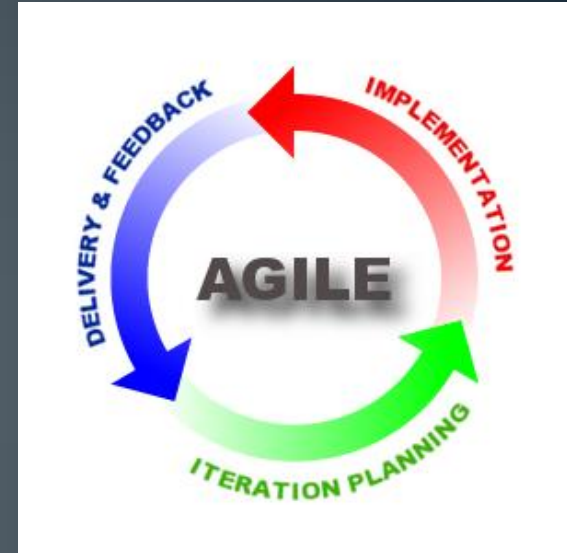 DELIVERY & FEEDBACK
IMPLEMENTATION
AGILE
ITERATION PLANNING